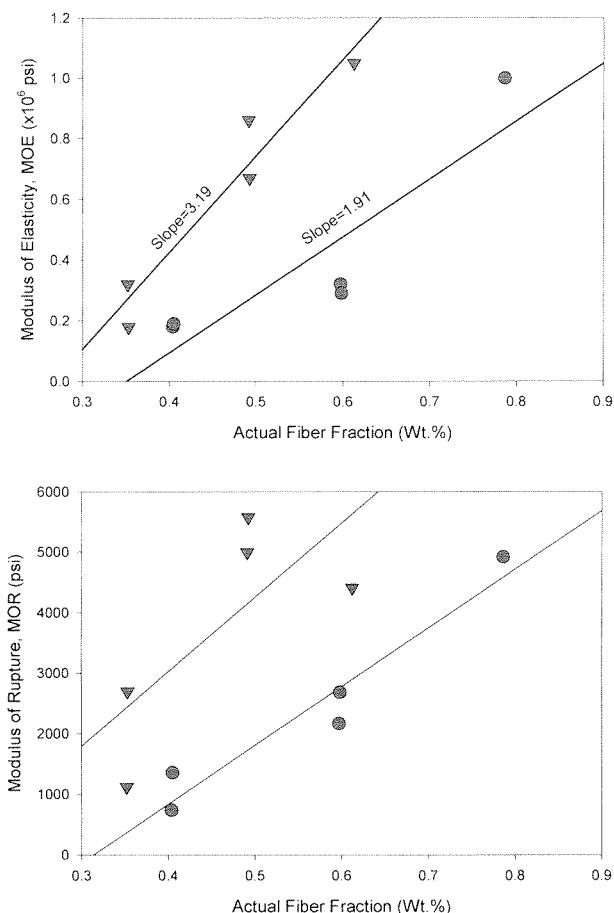 1.2
1.0
0.8
0.6
0.4
0.2
0.0
Modulus of Elasticity, MOE (x10⁶ psi)
Slope=3.19
Slope=1.91
0.3 0.4 0.5 0.6 0.7 0.8 0.9
Actual Fiber Fraction (Wt.%)
6000
5000
4000
3000
2000
1000
0
Modulus of Rupture, MOR (psi)
0.3 0.4 0.5 0.6 0.7 0.8 0.9
Actual Fiber Fraction (Wt.%)